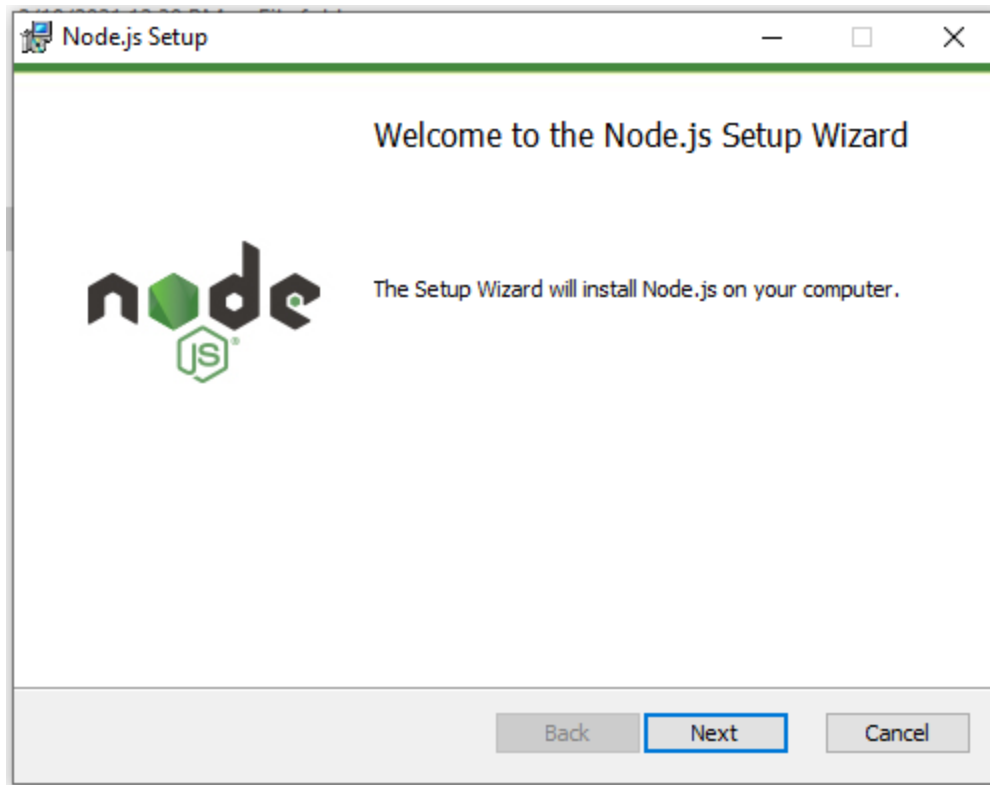 Node.js Setup
Welcome to the Node.js Setup Wizard
node
JS®
The Setup Wizard will install Node.js on your computer.
Back
Next
Cancel